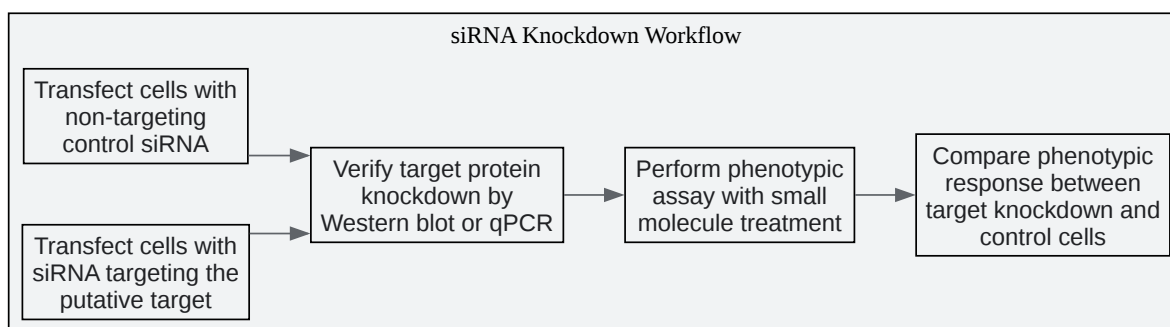 siRNA Knockdown Workflow
Transfect cells with
non-targeting
control siRNA
Transfect cells with
siRNA targeting the
putative target
Verify target protein
knockdown by
Western blot or qPCR
Perform phenotypic
assay with small
molecule treatment
Compare phenotypic
response between
target knockdown and
control cells